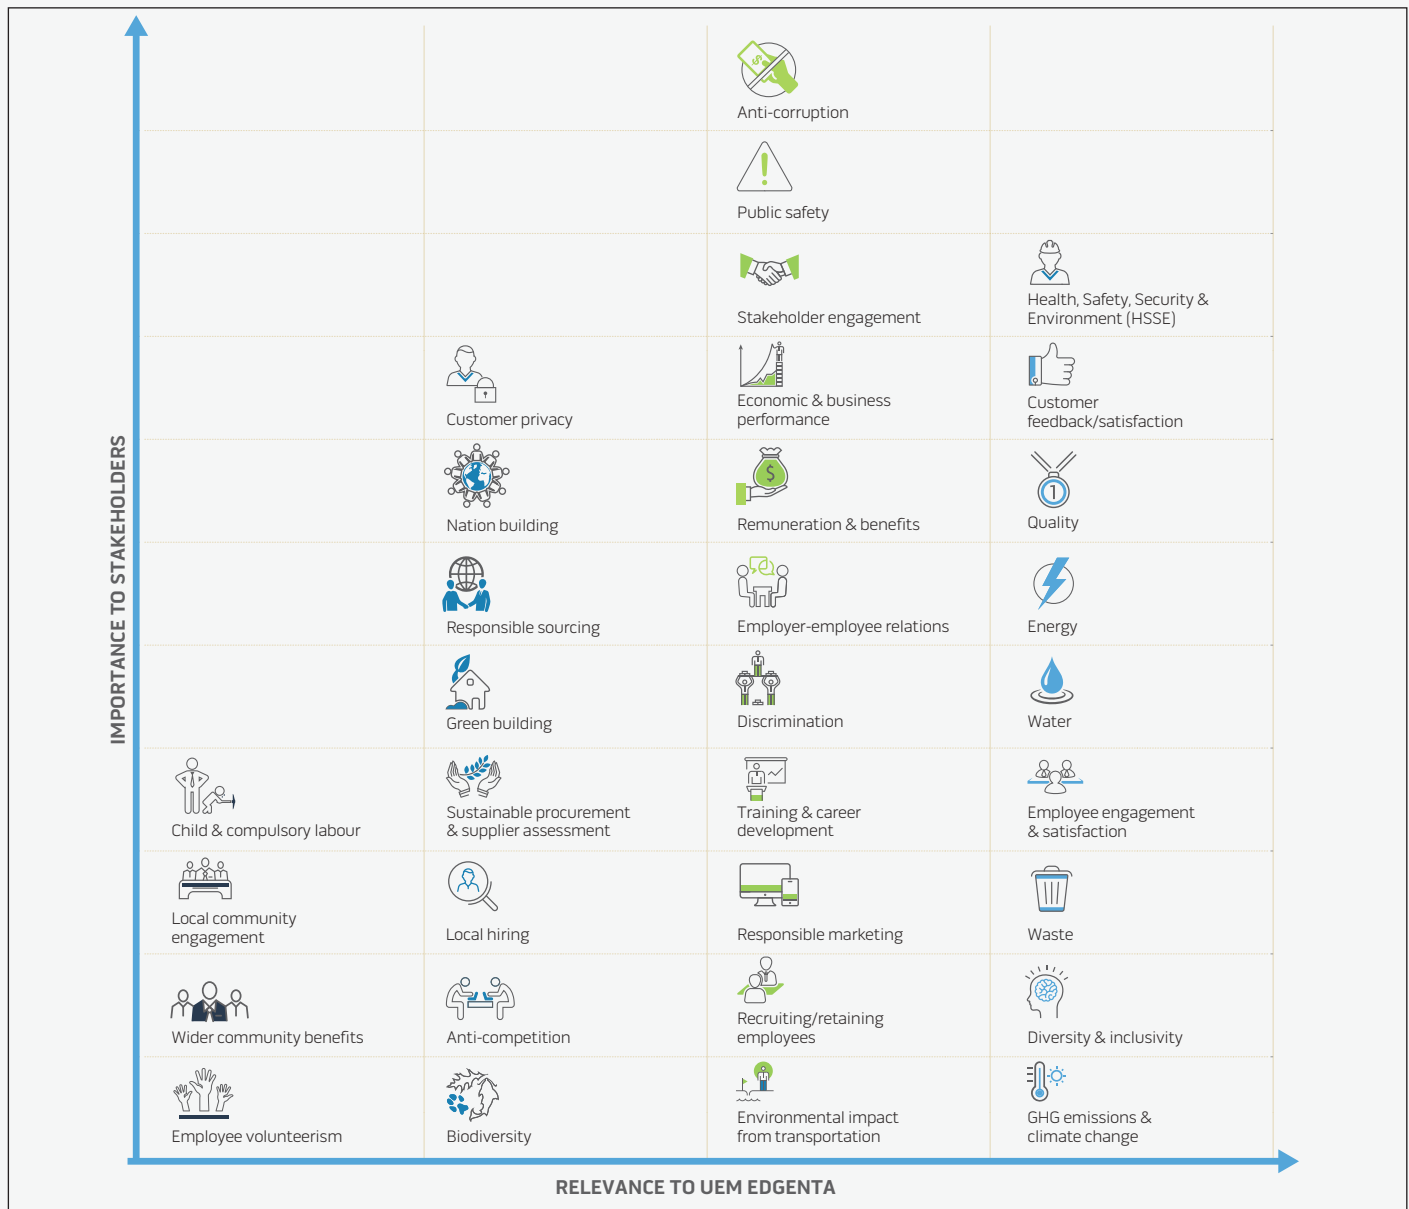 Anti-corruption
Public safety
Stakeholder engagement
Health, Safety, Security &
Environment (HSSE)
Customer privacy
Economic & business
performance
Customer
feedback/satisfaction
Nation building
$
Remuneration & benefits
1
Quality
Responsible sourcing
Employer-employee relations
Energy
Green building
Discrimination
Water
Child & compulsory labour
Sustainable procurement
& supplier assessment
Training & career
development
Employee engagement
& satisfaction
Local community
engagement
Local hiring
Responsible marketing
Waste
Wider community benefits
Anti-competition
Recruiting/retaining
employees
Diversity & inclusivity
Employee volunteerism
Biodiversity
Environmental impact
from transportation
GHG emissions &
climate change
IMPORTANCE TO STAKEHOLDERS
RELEVANCE TO UEM EDGENTA